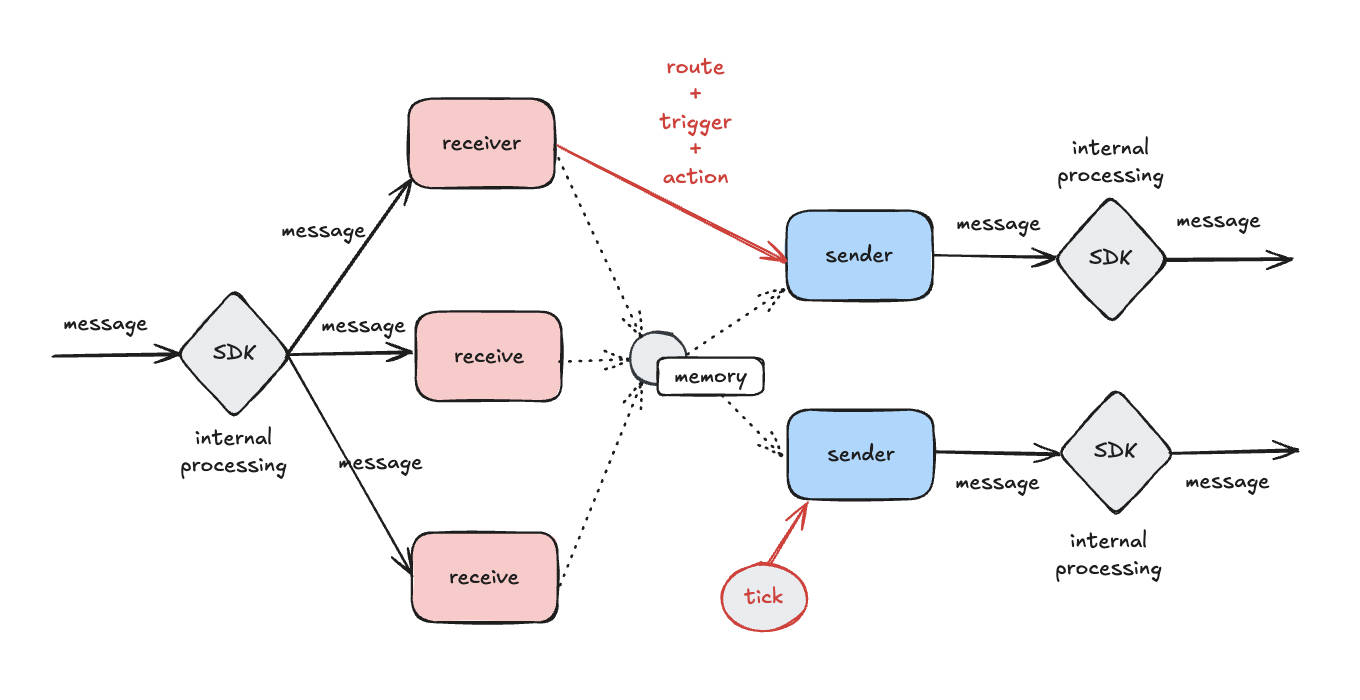 route
+
trigger
+
action
receiver
internal
processing
message
message
message
sender
SDK
message
message
SDK
message
receive
memory
internal
processing
message
sender
SDK
message
message
receive
tick
internal
processing